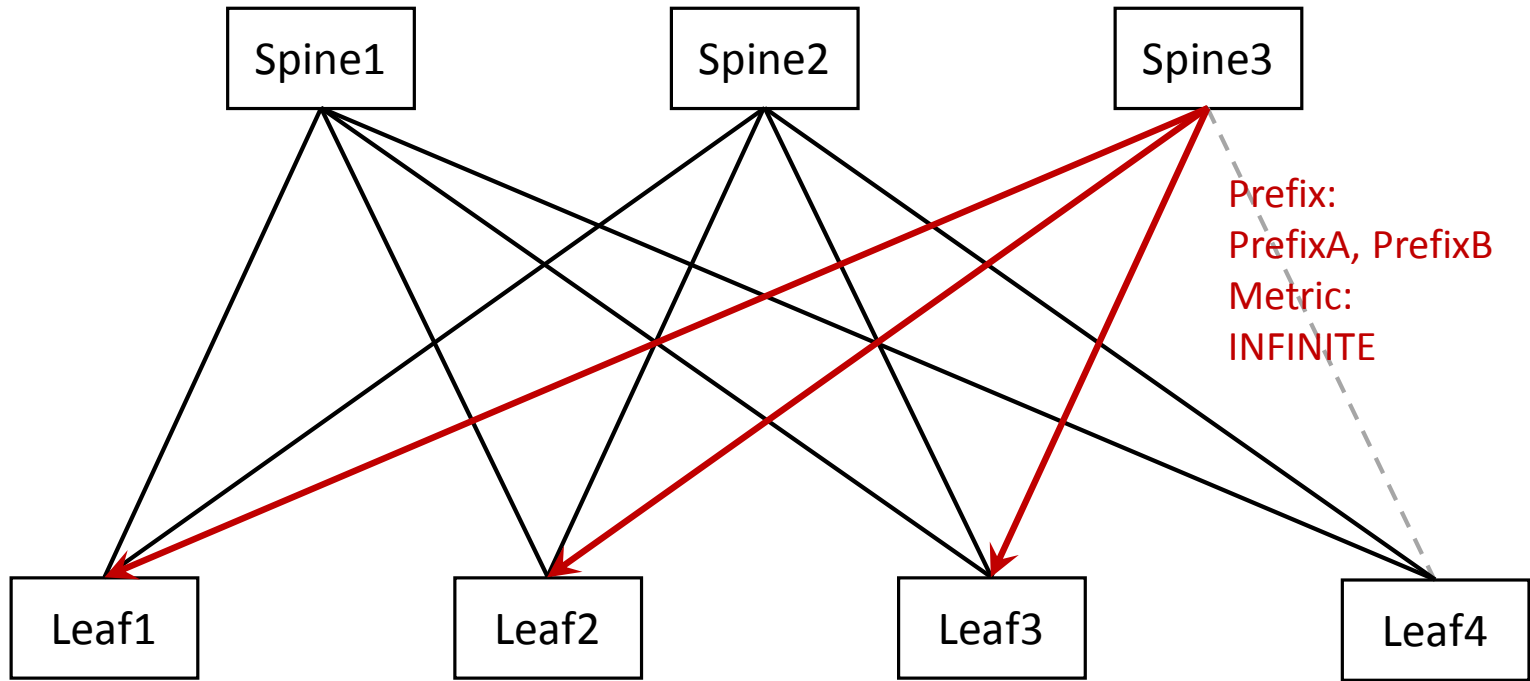 Spine1
Spine2
Spine3
Prefix:
PrefixA, PrefixB
Metric:
INFINITE
Leaf1
Leaf2
Leaf3
Leaf4